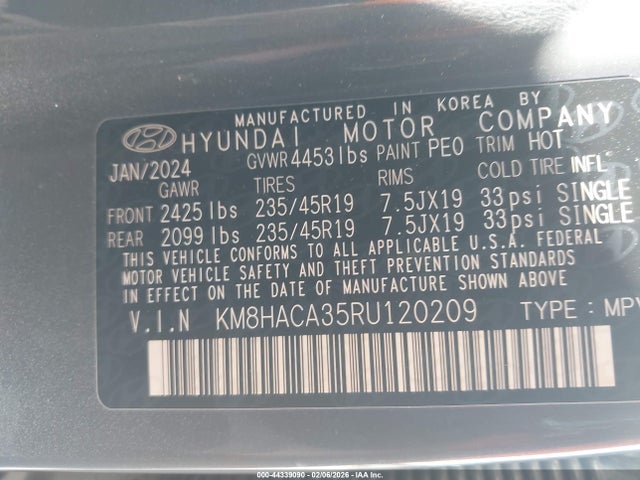 MANUFACTURED IN KOREA BY
HYUNDAI MOTOR COMPANY
JAN/2024 GVWR 4453lbs PAINT PE0 TRIM HOT
GAWR TIRES RIMS COLD TIRE INFL
FRONT 2425lbs 235/45R19 7.5JX19 33psi SINGLE
REAR 2099lbs 235/45R19 7.5JX19 33psi SINGLE
THIS VEHICLE CONFORMS TO ALL APPLICABLE U.S.A. FEDERAL
MOTOR VEHICLE SAFETY AND THEFT PREVENTION STANDARDS
IN EFFECT ON THE DATE OF MANUFACTURE SHOWN ABOVE
V.I.N KM8HACA35RU120209 TYPE : MP
000-44339090 - 02/06/2026 - IAA Inc.